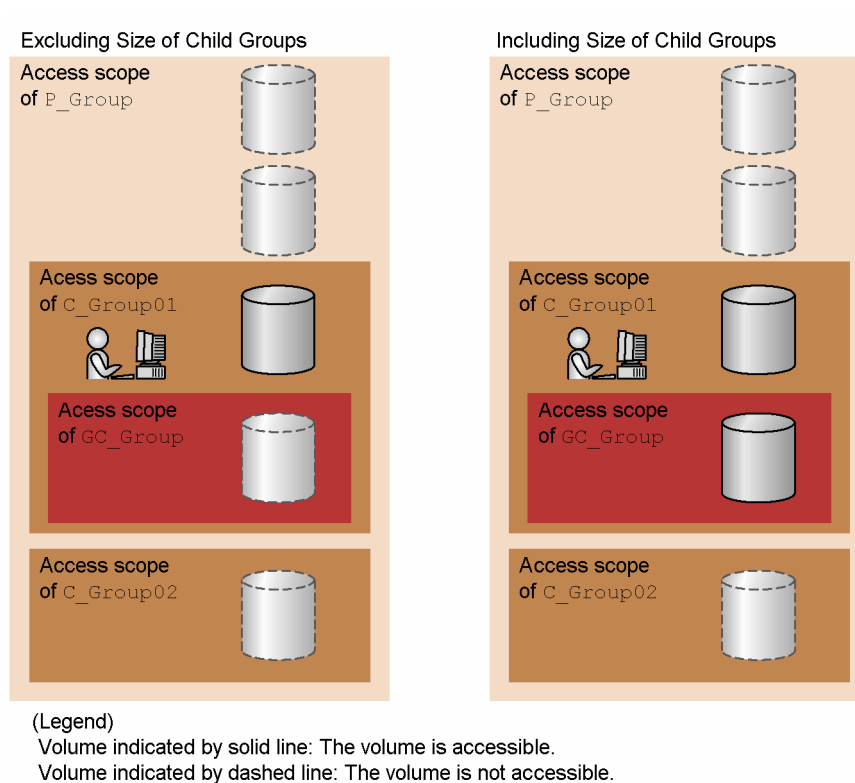 Excluding Size of Child Groups
Access scope
of P_Group
Acess scope
of C_Group01
Acess scope
of GC_Group
Access scope
of C_Group02
Including Size of Child Groups
Access scope
of P_Group
Acess scope
of C_Group01
Acess scope
of GC_Group
Access scope
of C_Group02
(Legend)
Volume indicated by solid line: The volume is accessible.
Volume indicated by dashed line: The volume is not accessible.